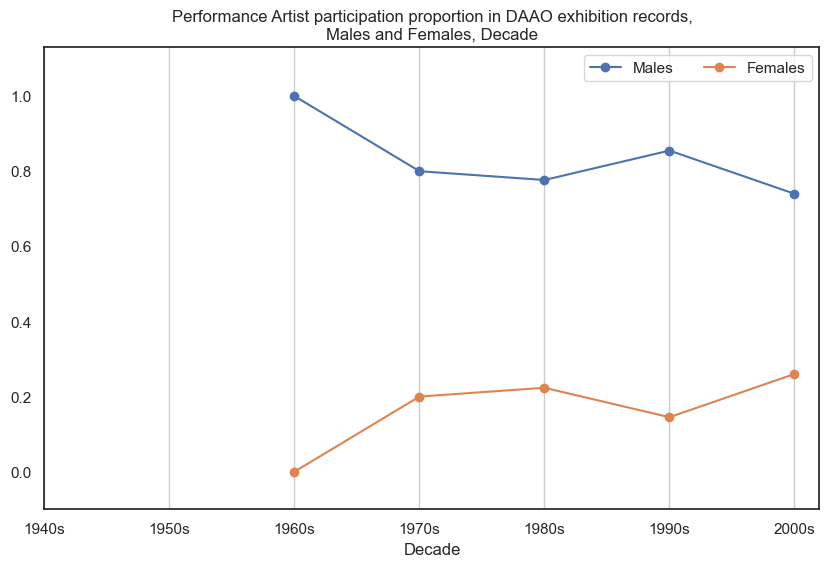 Performance Artist participation proportion in DAAO exhibition records,
Males and Females, Decade
Males Females
1.0
0.8
0.6
0.4
0.2
0.0
1940s 1950s 1960s 1970s 1980s 1990s 2000s
Decade